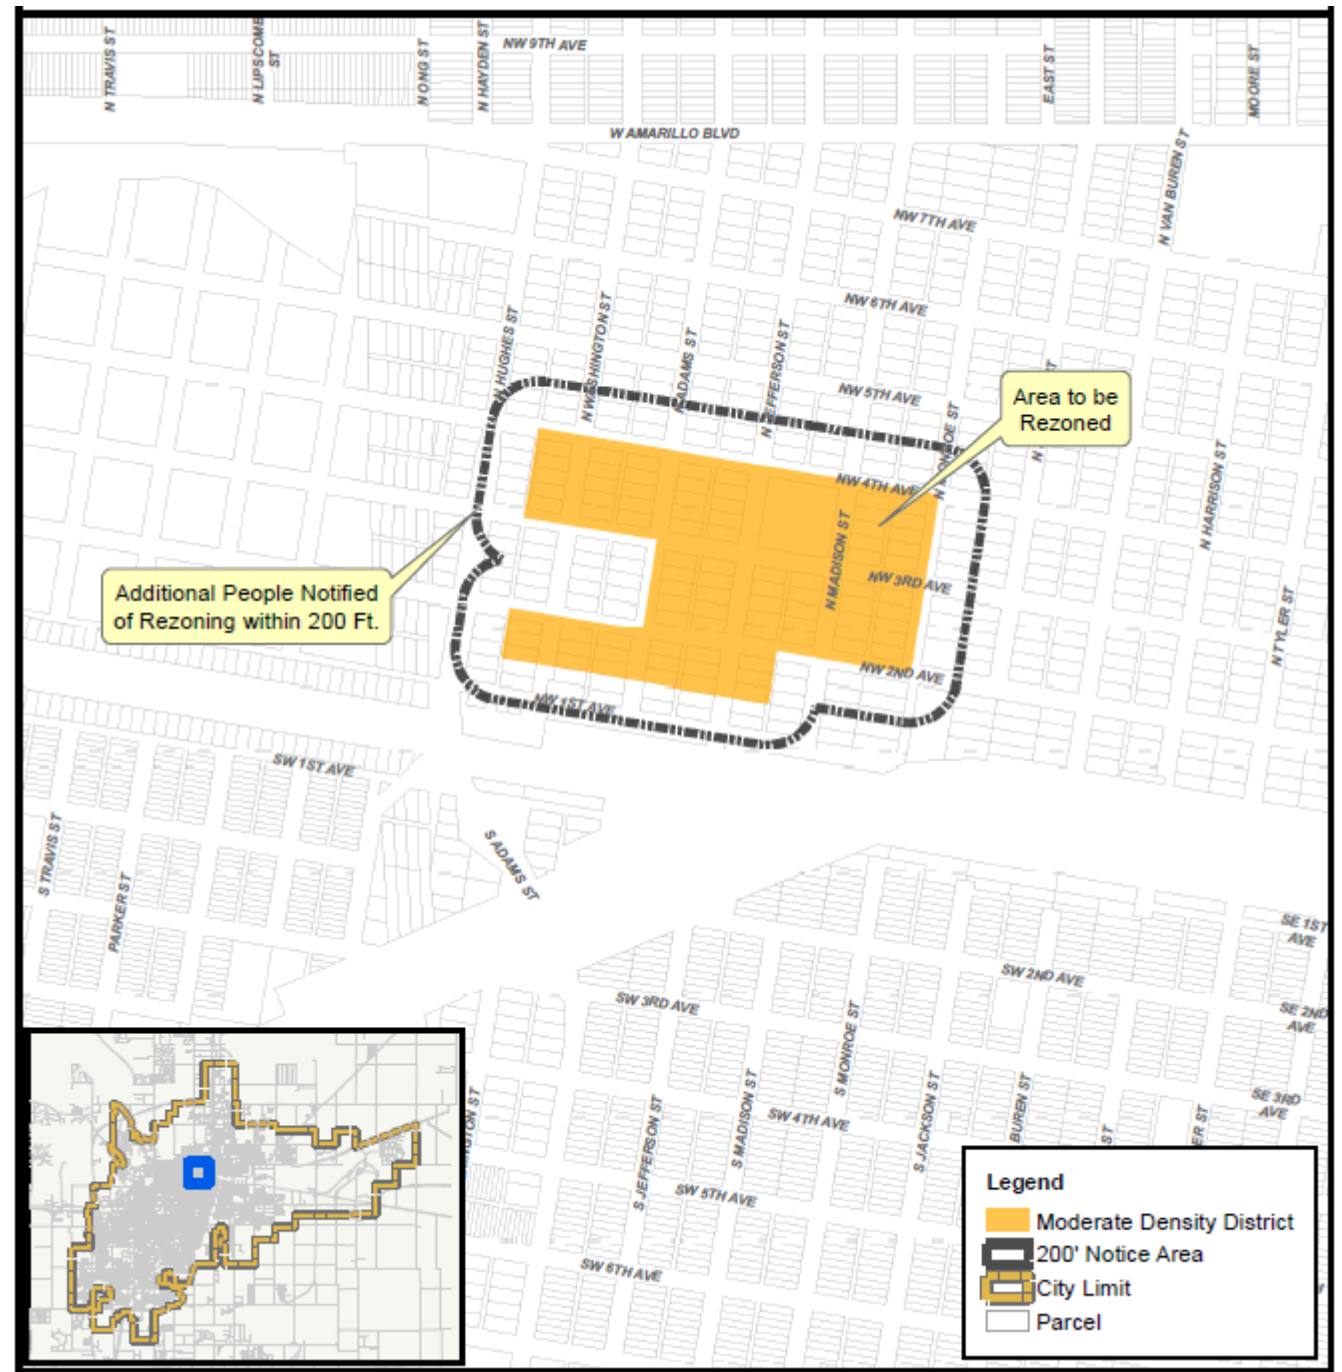 N TRAVIS ST
N LIPSCOMB
ST
N ONG ST
N HAYDEN ST
NW 9TH AVE
EAST ST
MOORE ST
W AMARILLO BLVD
N VAN BUREN ST
NW 7TH AVE
NW 6TH AVE
N HUGHES ST
N WASHINGTON ST
N ADAMS ST
N JEFFERSON ST
NW 5TH AVE
Area to be
Rezoned
N HARRISON ST
NW 4TH AVE
N MADISON ST
NW 3RD AVE
Additional People Notified
of Rezoning within 200 Ft.
N TYLER ST
NW 2ND AVE
NW 1ST AVE
SW 1ST AVE
S TRAVIS ST
PARKER ST
S ADAMS ST
SE 1ST
AVE
SW 2ND AVE
SW 3RD AVE
SE 2ND
AVE
S MONROE ST
S MADISON ST
SW 4TH AVE
S JEFFERSON ST
S JACKSON ST
BUREN ST
ST
ER ST
SE 3RD
AVE
SW 5TH AVE
SW 6TH AVE
Legend
Moderate Density District
200' Notice Area
City Limit
Parcel